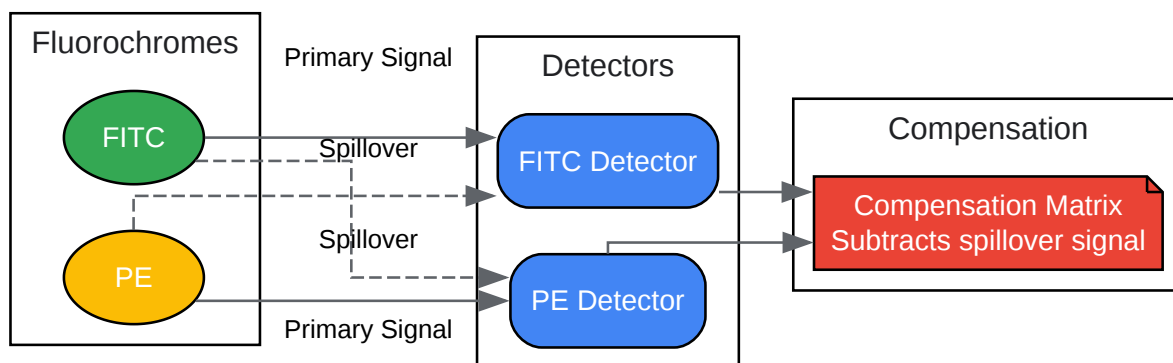 Fluorochromes
Primary Signal
Detectors
FITC
Spillover
FITC Detector
Compensation
Compensation Matrix
Subtracts spillover signal
Spillover
PE
PE Detector
Primary Signal